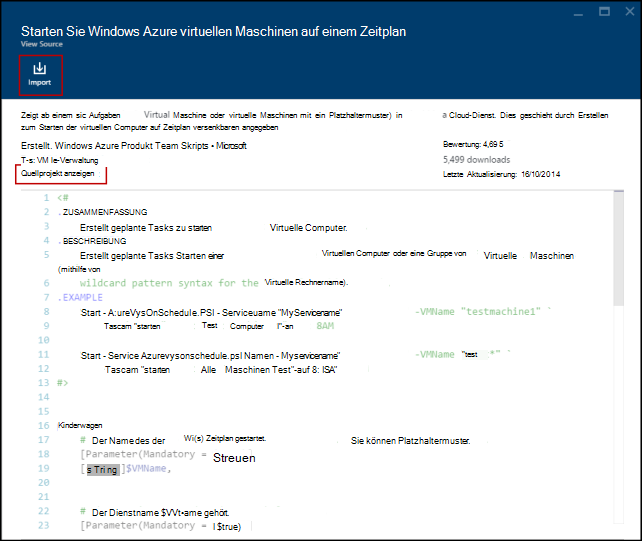 Starten Sie Windows Azure virtuellen Maschinen auf einem Zeitplan
View Source
Import
Zeigt ab einem sic Aufgaben Virtual Maschine oder virtuelle Maschinen mit ein Platzhaltermuster) in a Cloud-Dienst. Dies geschieht durch Erstellen
zum Starten der virtuellen Computer auf Zeitplan versenkbaren angegeben
Erstellt. Windows Azure Produkt Team Skripts • Microsoft Bewertung: 4,69 5
T-s: VM le-Verwaltung 5,499 downloads
Quellprojekt anzeigen Letzte Aktualisierung: 16/10/2014
1 <#
2 . ZUSAMMENFASSUNG
3 Erstellt geplante Tasks zu starten Virtuelle Computer.
4 . BESCHREIBUNG
5 Erstellt geplante Tasks Starten einer Virtuellen Computer oder eine Gruppe von Virtuelle Maschinen
(mithilfe von
6 wildcard pattern syntax for the Virtuelle Rechnername).
7 .EXAMPLE
8 Start - A:ureVysOnSchedule.PSI - Serviceuame "MyServicename" -VMName "testmachine1" `
9 Tascam "starten Test Computer l"-an 8AM
10
11 Start - Service Azurevysonschedule.psl Namen - Myservicename" -VMName "test *" `
12 Tascam "starten Alle Maschinen Test"-auf 8: ISA"
13 #>
14
15
16 Kinderwagen
17 # Der Namedes der Wi(s) Zeitplan gestartet. Sie können Platzhaltermuster.
18 [Parameter(Mandatory = Streuen
19 [s Tring]$VMName,
20
21
22 # Der Dienstname $VVt•ame gehört.
23 [Parameter(Mandatory = I $true)